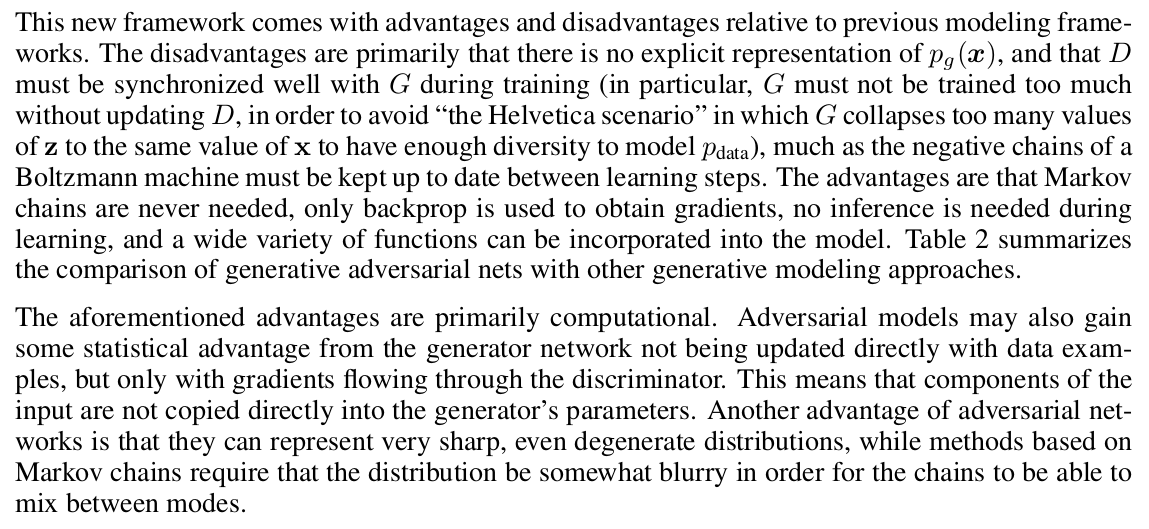 This new framework comes with advantages and disadvantages relative to previous modeling frame-
works. The disadvantages are primarily that there is no explicit representation of p_g(x), and that D
must be synchronized well with G during training (in particular, G must not be trained too much
without updating D, in order to avoid “the Helvetica scenario” in which G collapses too many values
of z to the same value of x to have enough diversity to model p_data), much as the negative chains of a
Boltzmann machine must be kept up to date between learning steps. The advantages are that Markov
chains are never needed, only backprop is used to obtain gradients, no inference is needed during
learning, and a wide variety of functions can be incorporated into the model. Table 2 summarizes
the comparison of generative adversarial nets with other generative modeling approaches.
The aforementioned advantages are primarily computational. Adversarial models may also gain
some statistical advantage from the generator network not being updated directly with data exam-
ples, but only with gradients flowing through the discriminator. This means that components of the
input are not copied directly into the generator’s parameters. Another advantage of adversarial net-
works is that they can represent very sharp, even degenerate distributions, while methods based on
Markov chains require that the distribution be somewhat blurry in order for the chains to be able to
mix between modes.